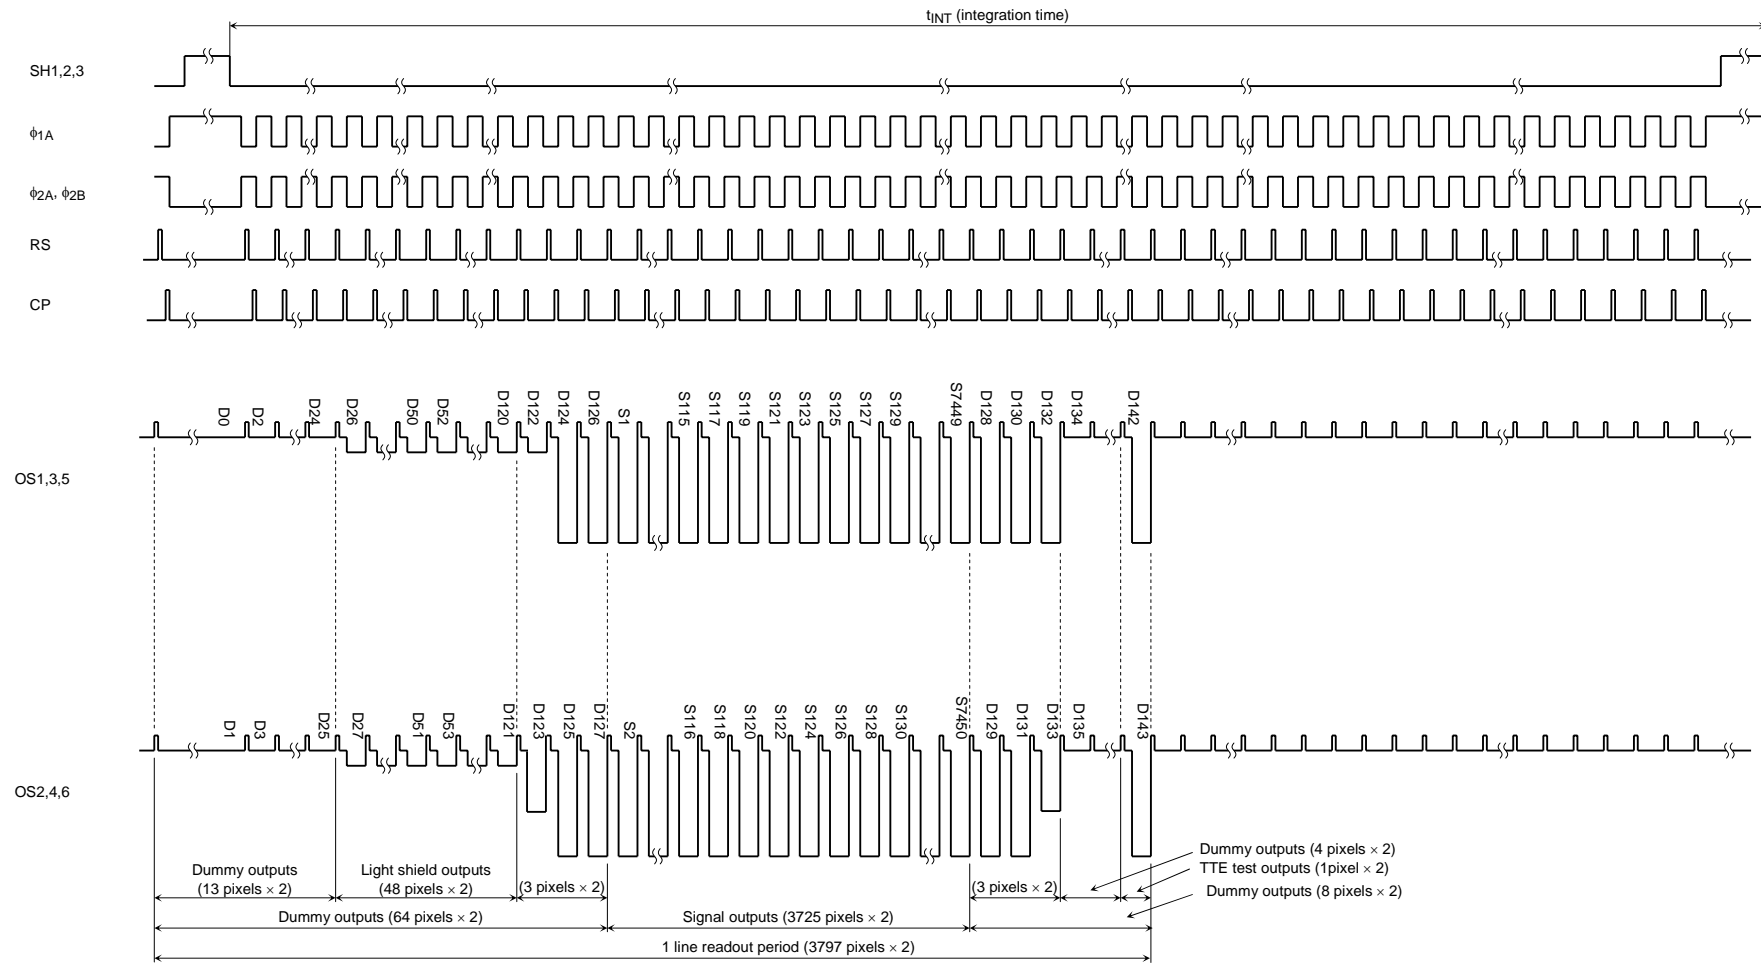 tINT (integration time)
SH1,2,3
ϕ1A
ϕ2A, ϕ2B
RS
CP
OS1,3,5
D0
D2
D24
D26
D50
D52
D120
D122
D124
D126
S1
S115
S117
S119
S121
S123
S125
S127
S129
S7449
D128
D130
D132
D134
D142
OS2,4,6
D1
D3
D25
D27
D51
D53
D121
D123
D125
D127
S2
S116
S118
S120
S122
S124
S126
S128
S130
S7450
D129
D131
D133
D135
D143
Dummy outputs
(13 pixels × 2)
Light shield outputs
(48 pixels × 2)
(3 pixels × 2)
(3 pixels × 2)
Dummy outputs (4 pixels × 2)
TTE test outputs (1pixel × 2)
Dummy outputs (8 pixels × 2)
Dummy outputs (64 pixels × 2)
Signal outputs (3725 pixels × 2)
1 line readout period (3797 pixels × 2)